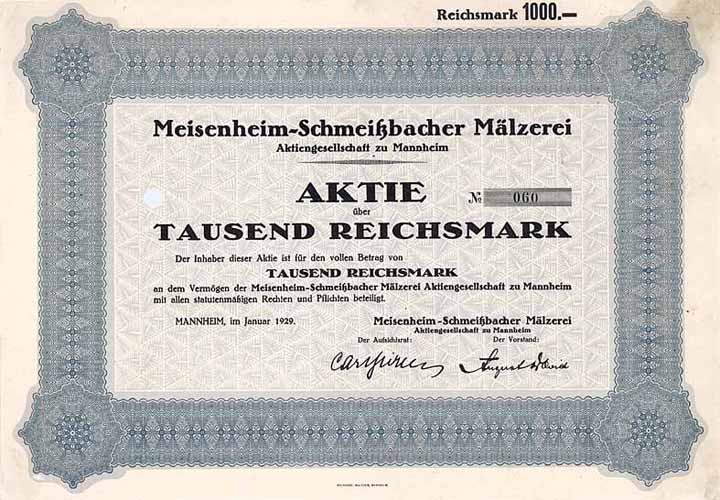 Reichsmark 1000.—
Meisenheim-Schmeißbacher Mälzerei
Aktiengesellschaft zu Mannheim
AKTIE
№ 060
über
TAUSEND REICHSMARK
Der Inhaber dieser Aktie ist für den vollen Betrag von
TAUSEND REICHSMARK
an dem Vermögen der Meisenheim-Schmeißbacher Mälzerei Aktiengesellschaft zu Mannheim
mit allen statutenmäßigen Rechten und Pflichten beteiligt.
MANNHEIM, im Januar 1929.
Meisenheim-Schmeißbacher Mälzerei
Aktiengesellschaft zu Mannheim
Der Aufsichtsrat: Der Vorstand:
August